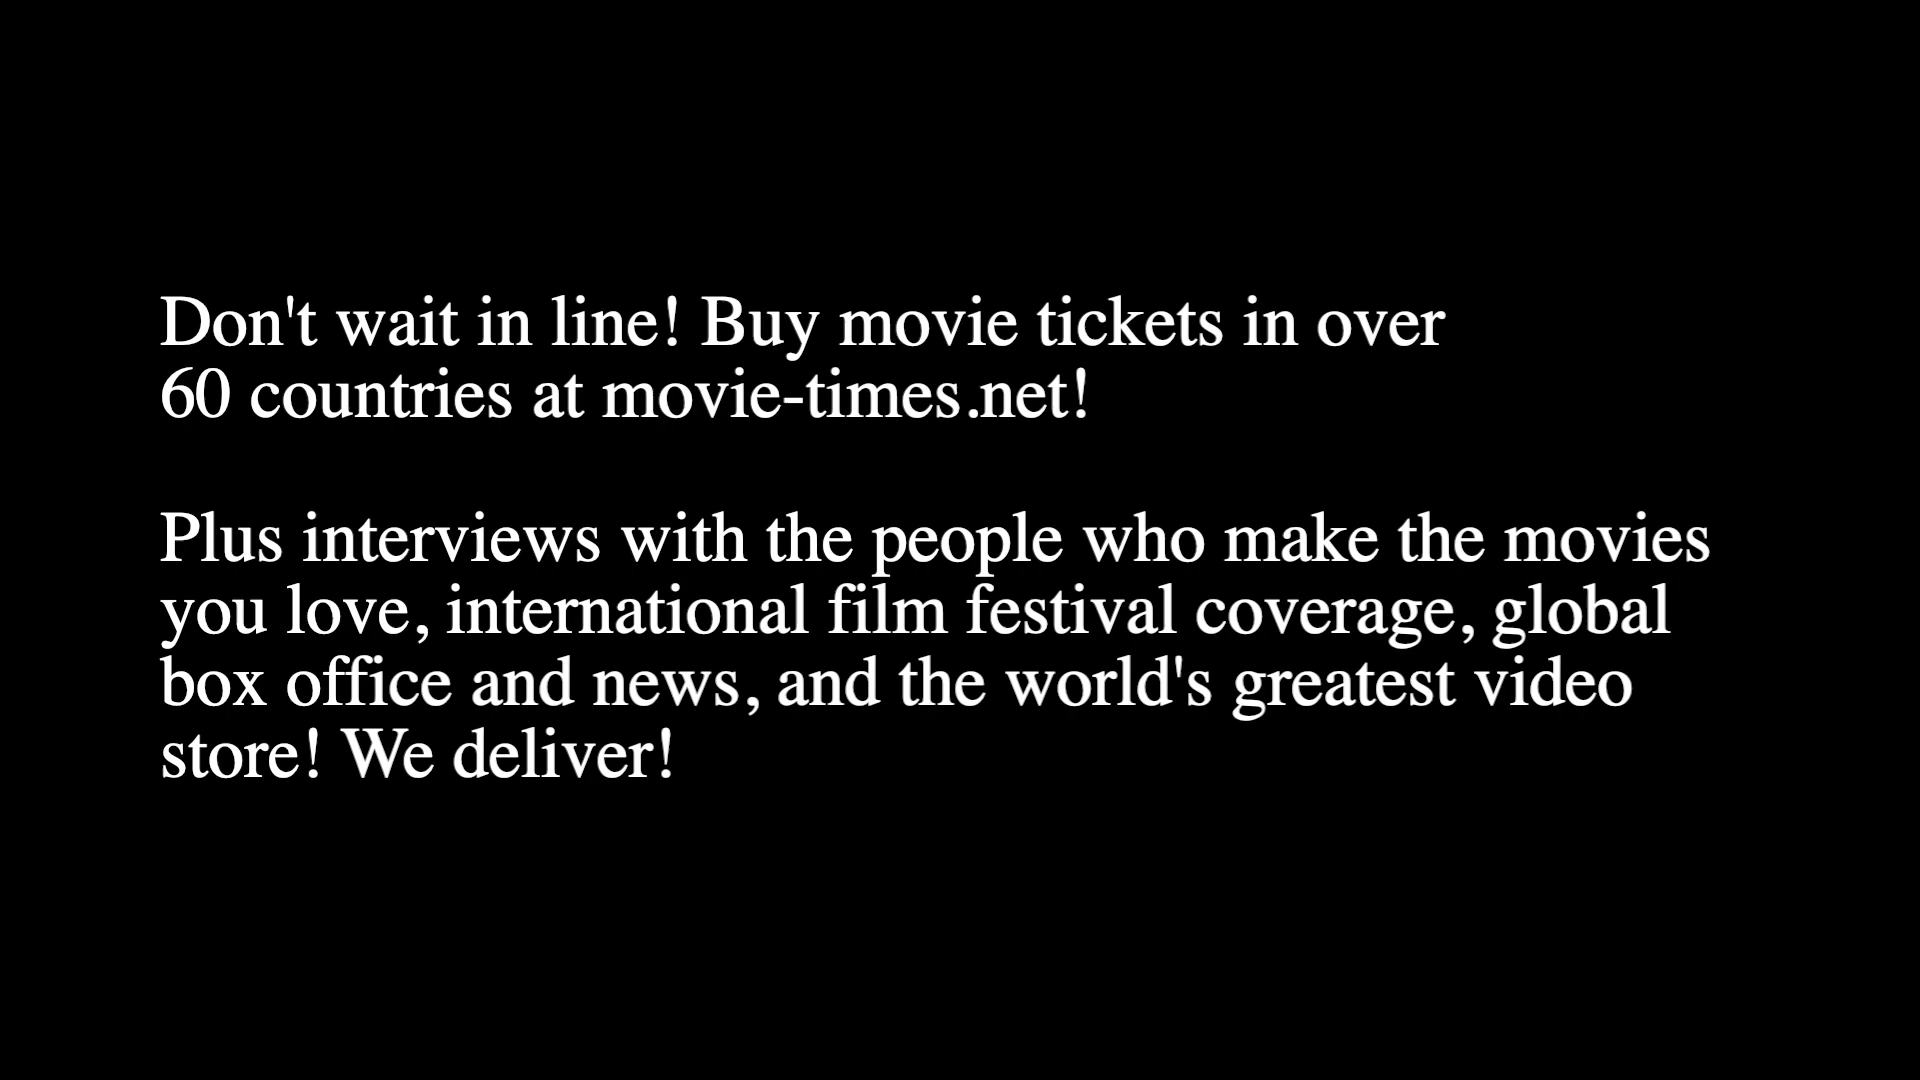 Don't wait in line! Buy movie tickets in over
60 countries at movie-times.net!
Plus interviews with the people who make the movies
you love, international film festival coverage, global
box office and news, and the world's greatest video
store! We deliver!